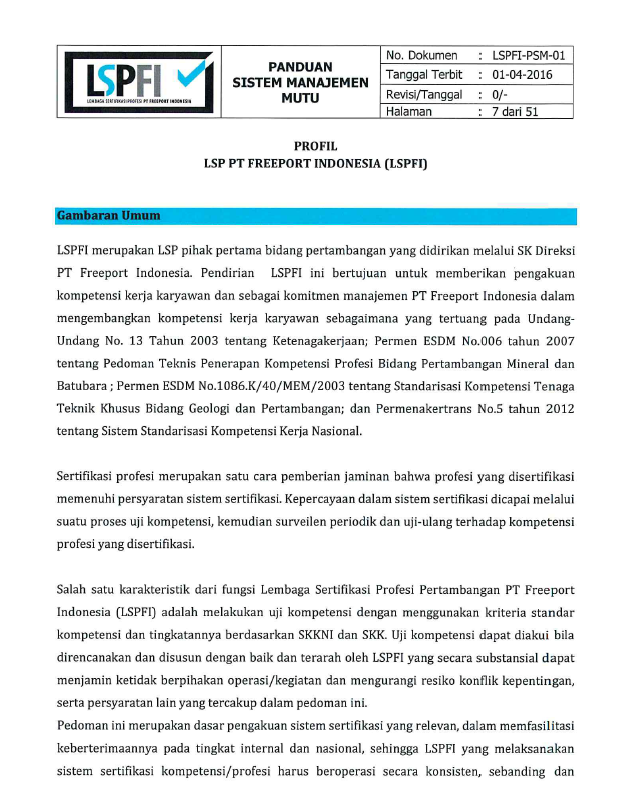 LSPFI
LEMBAGA SERTIFIKASI PROFESI PT FREEPORT INDONESIA
PANDUAN
SISTEM MANAJEMEN
MUTU
No. Dokumen : LSPFI-PSM-01
Tanggal Terbit : 01-04-2016
Revisi/Tanggal : 0/-
Halaman : 7 dari 51
PROFIL
LSP PT FREEPORT INDONESIA (LSPFI)
Gambaran Umum
LSPFI merupakan LSP pihak pertama bidang pertambangan yang didirikan melalui SK Direksi
PT Freeport Indonesia. Pendirian LSPFI ini bertujuan untuk memberikan pengakuan
kompetensi kerja karyawan dan sebagai komitmen manajemen PT Freeport Indonesia dalam
mengembangkan kompetensi kerja karyawan sebagaimana yang tertuang pada Undang-
Undang No. 13 Tahun 2003 tentang Ketenagakerjaan; Permen ESDM No.006 tahun 2007
tentang Pedoman Teknis Penerapan Kompetensi Profesi Bidang Pertambangan Mineral dan
Batubara ; Permen ESDM No.1086.K/40/MEM/2003 tentang Standarisasi Kompetensi Tenaga
Teknik Khusus Bidang Geologi dan Pertambangan; dan Permenakertrans No.5 tahun 2012
tentang Sistem Standarisasi Kompetensi Kerja Nasional.
Sertifikasi profesi merupakan satu cara pemberian jaminan bahwa profesi yang disertifikasi
memenuhi persyaratan sistem sertifikasi. Kepercayaan dalam sistem sertifikasi dicapai melalui
suatu proses uji kompetensi, kemudian surveilen periodik dan uji-ulang terhadap kompetensi
profesi yang disertifikasi.
Salah satu karakteristik dari fungsi Lembaga Sertifikasi Profesi Pertambangan PT Freeport
Indonesia (LSPFI) adalah melakukan uji kompetensi dengan menggunakan kriteria standar
kompetensi dan tingkatannya berdasarkan SKKNI dan SKK. Uji kompetensi dapat diakui bila
direncanakan dan disusun dengan baik dan terarah oleh LSPFI yang secara substansial dapat
menjamin ketidak berpihakan operasi/kegiatan dan mengurangi resiko konflik kepentingan,
serta persyaratan lain yang tercakup dalam pedoman ini.
Pedoman ini merupakan dasar pengakuan sistem sertifikasi yang relevan, dalam memfasilitasi
keberterimaannya pada tingkat internal dan nasional, sehingga LSPFI yang melaksanakan
sistem sertifikasi kompetensi/profesi harus beroperasi secara konsisten, sebanding dan